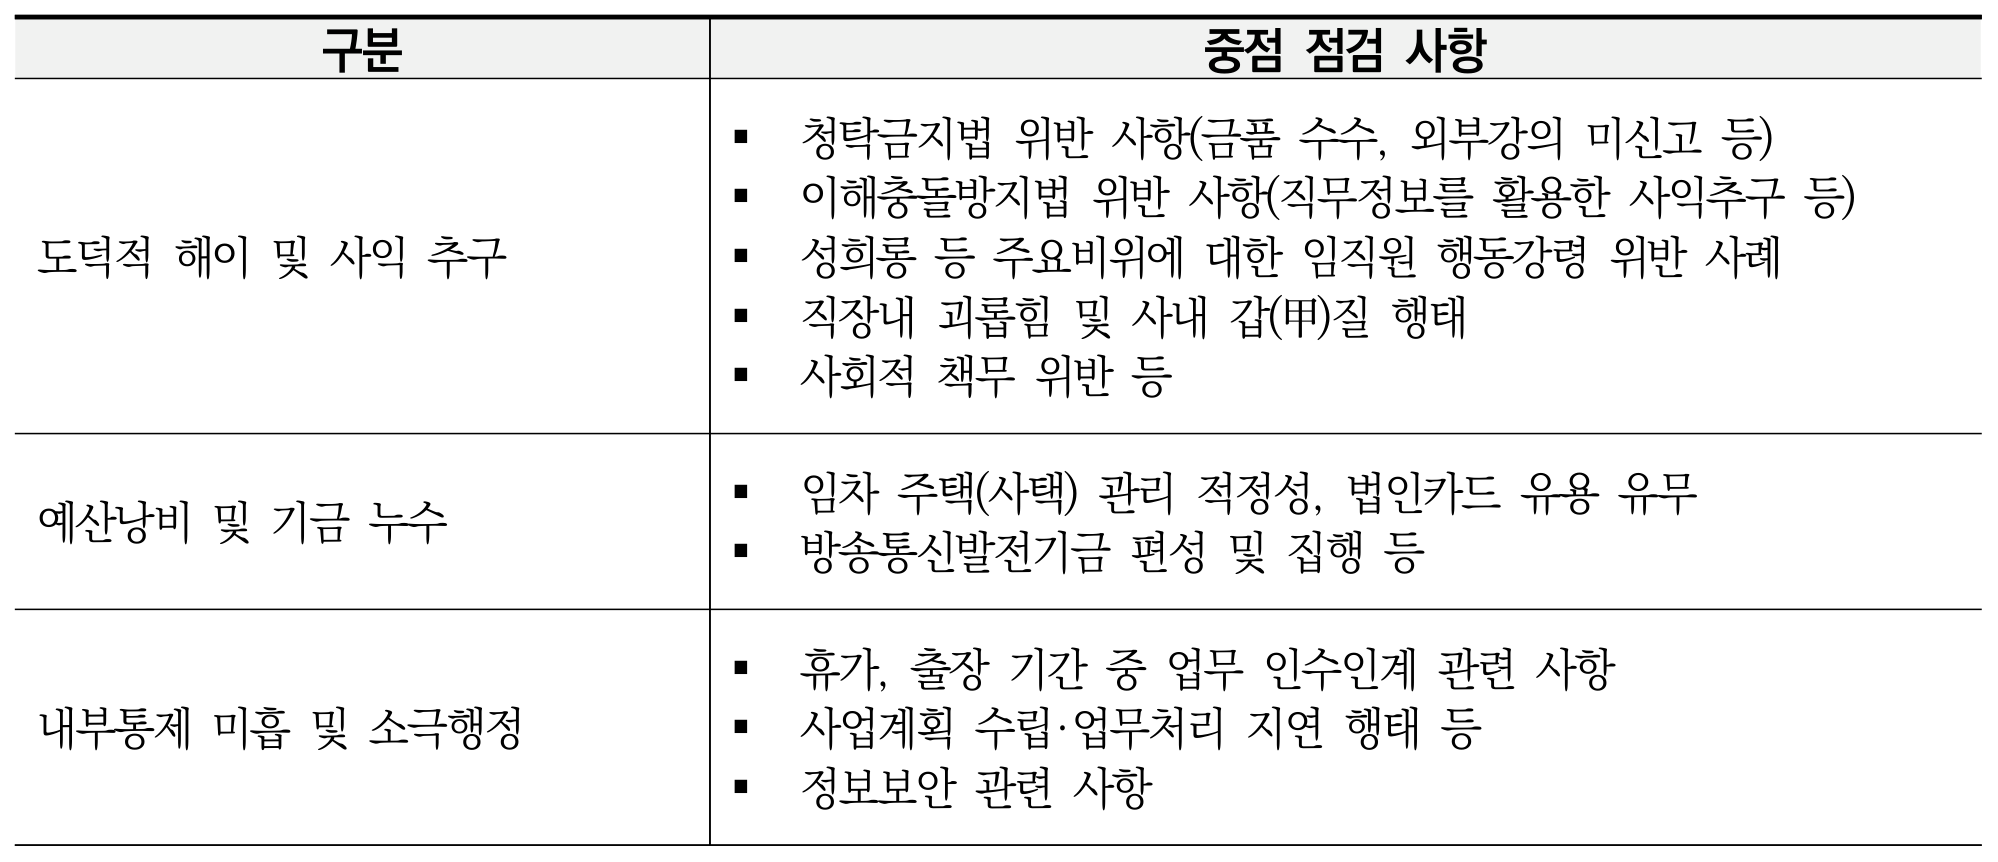 구분
중점 점검 사항
도덕적 해이 및 사익 추구
▪ 청탁금지법 위반 사항(금품 수수, 외부강의 미신고 등)
▪ 이해충돌방지법 위반 사항(직무정보를 활용한 사익추구 등)
▪ 성희롱 등 주요비위에 대한 임직원 행동강령 위반 사례
▪ 직장내 괴롭힘 및 사내 갑(甲)질 행태
▪ 사회적 책무 위반 등
예산낭비 및 기금 누수
▪ 임차 주택(사택) 관리 적정성, 법인카드 유용 유무
▪ 방송통신발전기금 편성 및 집행 등
내부통제 미흡 및 소극행정
▪ 휴가, 출장 기간 중 업무 인수인계 관련 사항
▪ 사업계획 수립·업무처리 지연 행태 등
▪ 정보보안 관련 사항